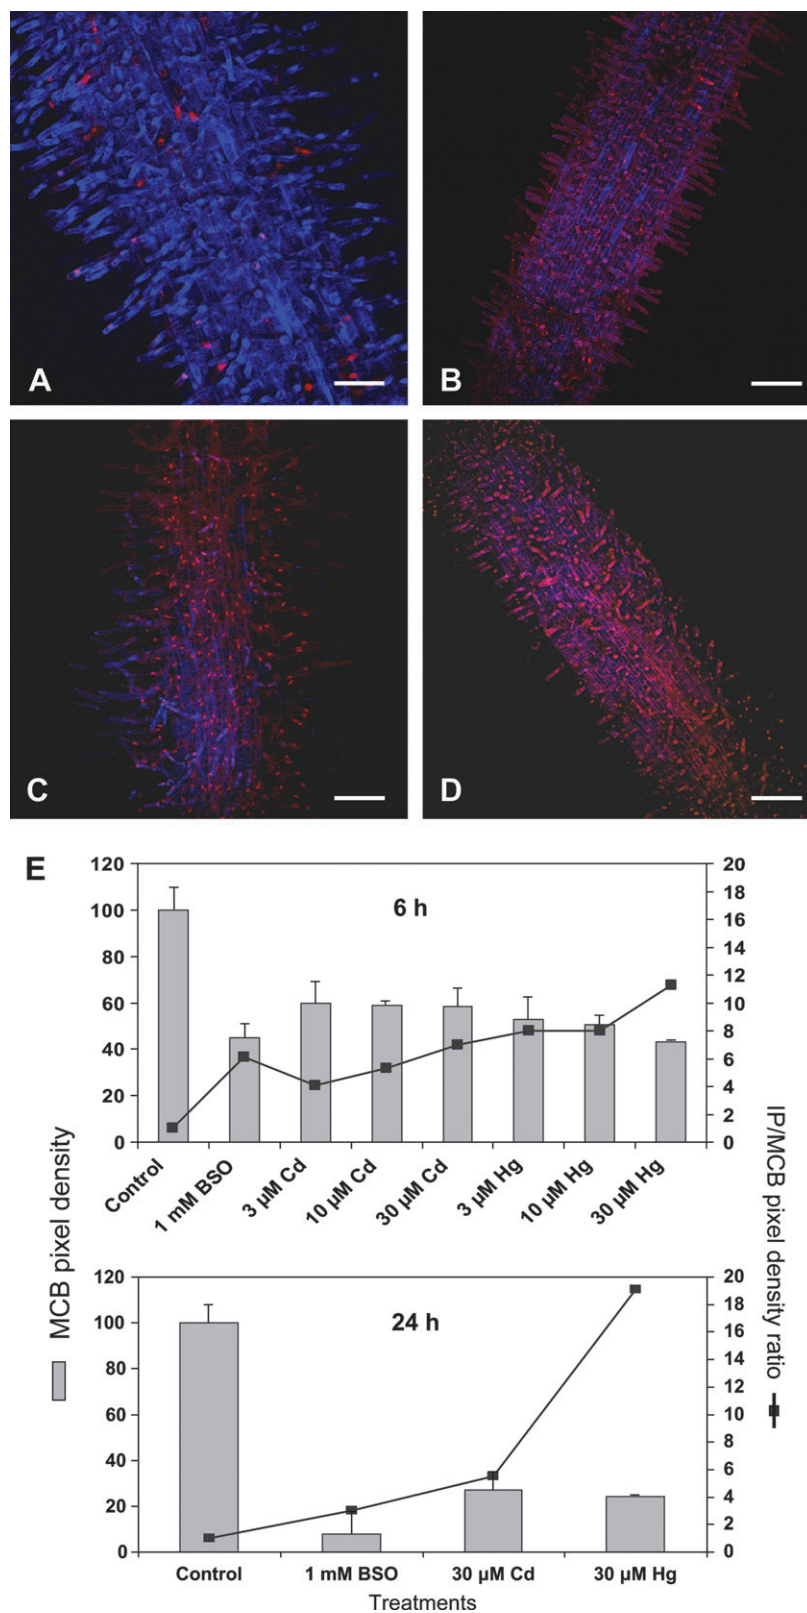 A
B
C
D
E
6 h
120
100
80
60
40
20
0
20
18
16
14
12
10
8
6
4
2
0
Control
1 mM BSO
3 µM Cd
10 µM Cd
30 µM Cd
3 µM Hg
10 µM Hg
30 µM Hg
MCB pixel density
IP/MCB pixel density ratio
24 h
120
100
80
60
40
20
0
20
18
16
14
12
10
8
6
4
2
0
Control
1 mM BSO
30 µM Cd
30 µM Hg
Treatments